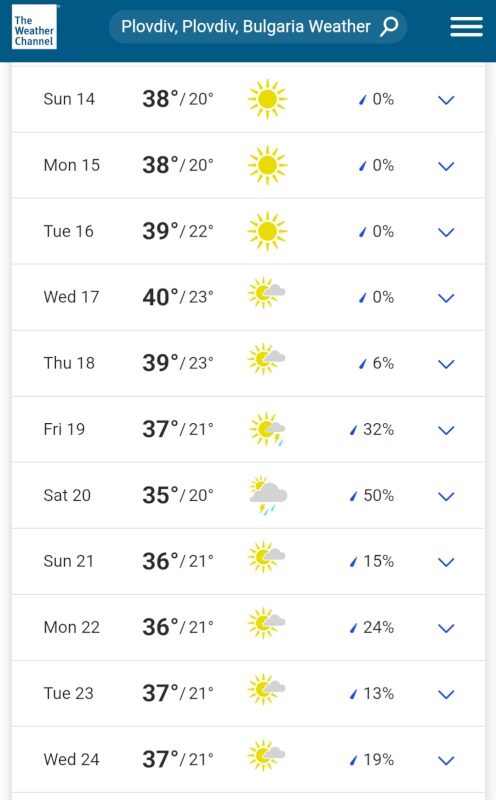 The
Weather
Channel
Plovdiv, Plovdiv, Bulgaria Weather
Sun 14 38°/20° 0%
Mon 15 38°/20° 0%
Tue 16 39°/22° 0%
Wed 17 40°/23° 0%
Thu 18 39°/23° 6%
Fri 19 37°/21° 32%
Sat 20 35°/20° 50%
Sun 21 36°/21° 15%
Mon 22 36°/21° 24%
Tue 23 37°/21° 13%
Wed 24 37°/21° 19%